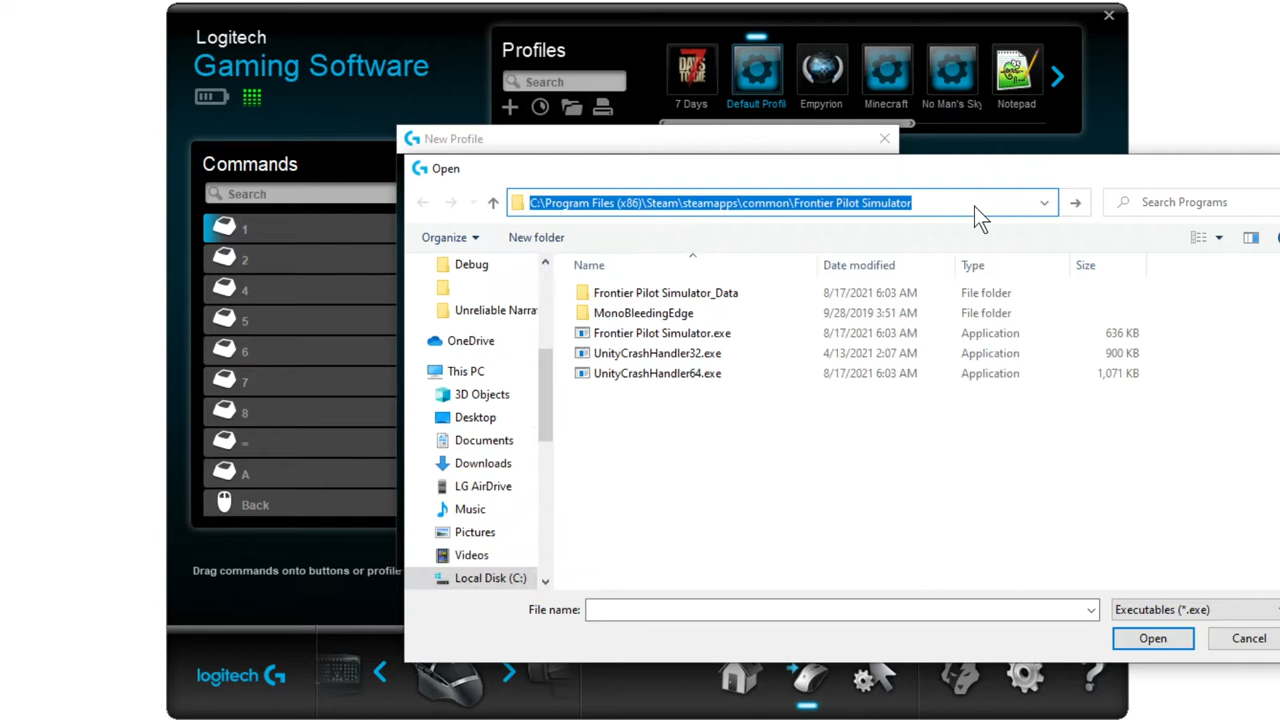 Logitech
Gaming Software
Profiles
Search
7 Days
Default Profil
Empyrion
Minecraft
No Man's Sky
Notepad
7 DAYS TO DIE
Commands
Search
1
2
4
5
6
7
8
=
A
Back
Drag commands onto buttons or profile
logitech G
New Profile
Open
C:\Program Files (x86)\Steam\steamapps\common\Frontier Pilot Simulator
Search Programs
Organize
New folder
Debug
Unreliable Narra
OneDrive
This PC
3D Objects
Desktop
Documents
Downloads
LG AirDrive
Music
Pictures
Videos
Local Disk (C:)
Name Date modified Type Size
Frontier Pilot Simulator_Data 8/17/2021 6:03 AM File folder
MonoBleedingEdge 9/28/2019 3:51 AM File folder
Frontier Pilot Simulator.exe 8/17/2021 6:03 AM Application 636 KB
UnityCrashHandler32.exe 4/13/2021 2:07 AM Application 900 KB
UnityCrashHandler64.exe 8/17/2021 6:03 AM Application 1,071 KB
File name:
Executables (*.exe)
Open
Cancel